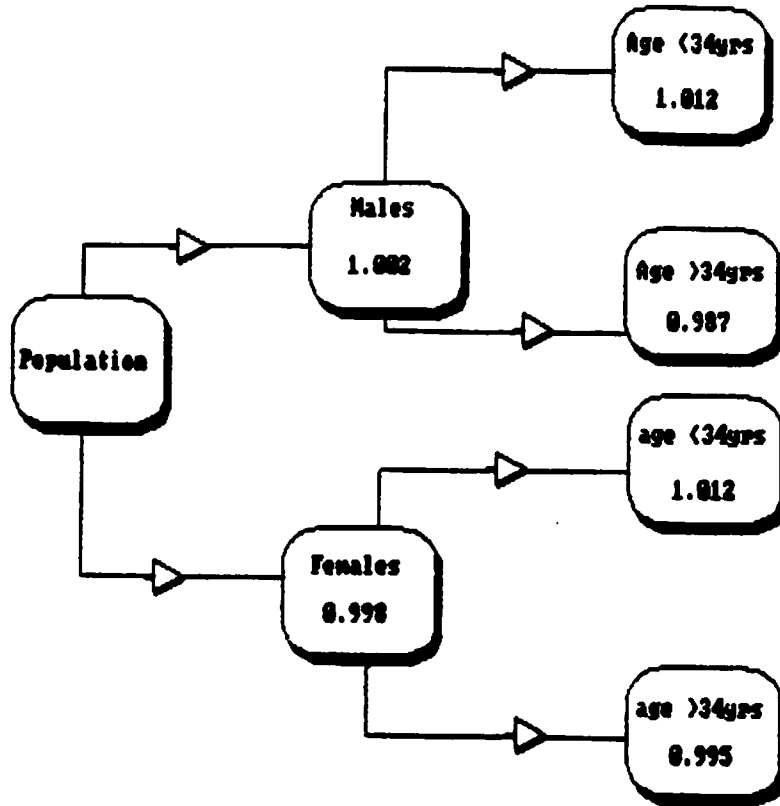 Age <34yrs
1.012
Males
1.002
Age >34yrs
0.987
Population
age <34yrs
1.012
Females
0.998
age >34yrs
0.995